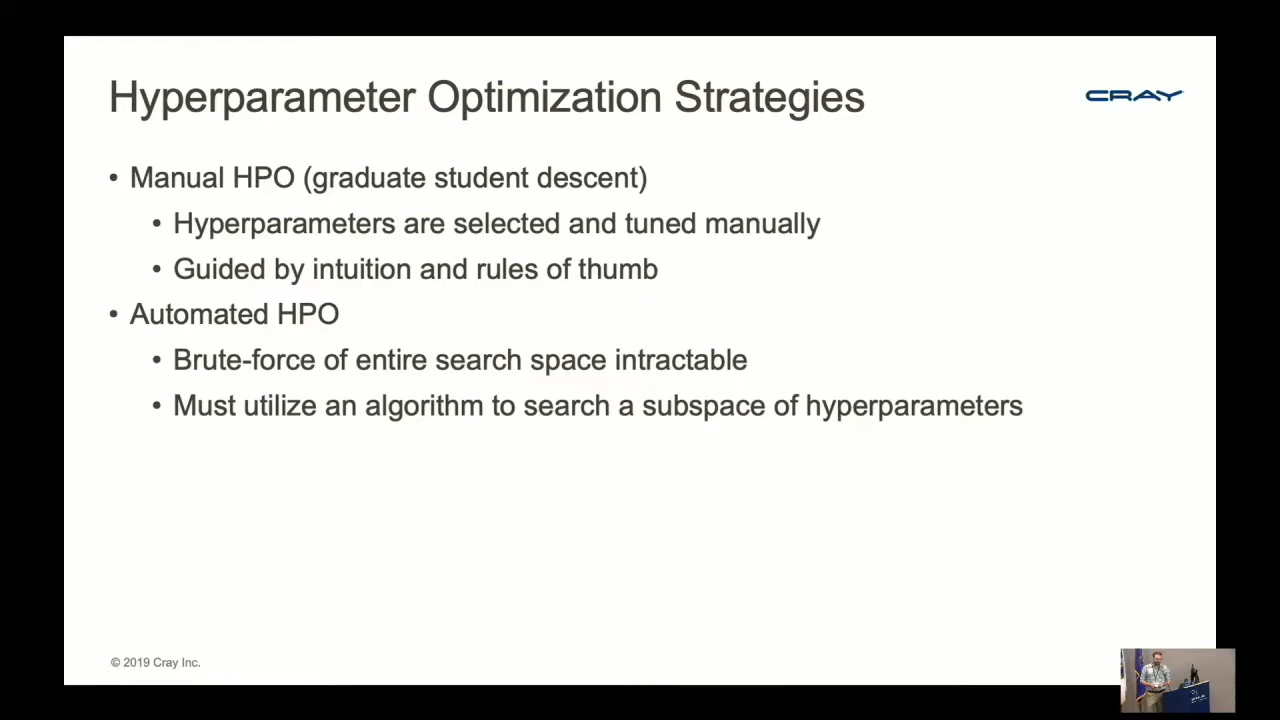 Hyperparameter Optimization Strategies
CRAY
• Manual HPO (graduate student descent)
• Hyperparameters are selected and tuned manually
• Guided by intuition and rules of thumb
• Automated HPO
• Brute-force of entire search space intractable
• Must utilize an algorithm to search a subspace of hyperparameters
© 2019 Cray Inc.